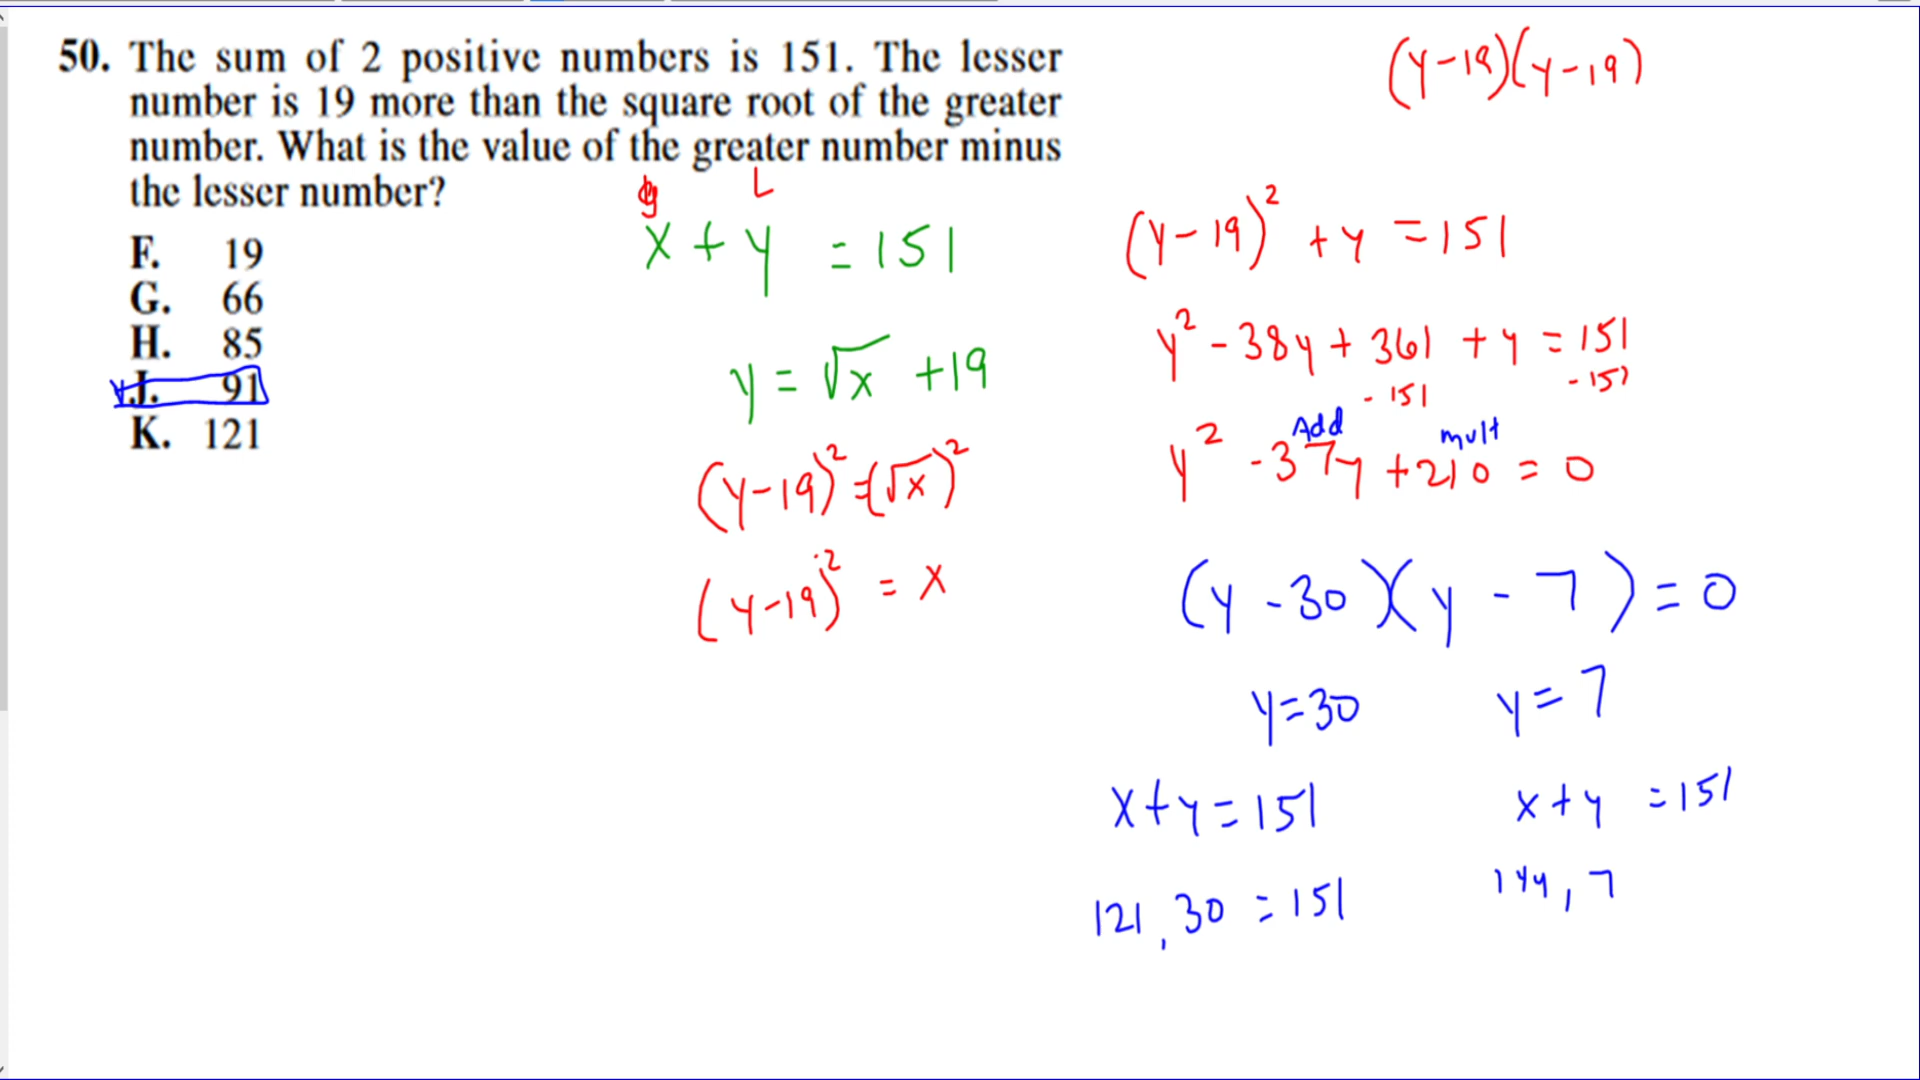 50. The sum of 2 positive numbers is 151. The lesser
number is 19 more than the square root of the greater
number. What is the value of the greater number minus
the lesser number?
F. 19
G. 66
H. 85
J. 91
K. 121
g L
x + y = 151
y = √x + 19
(y-19)² = (√x)²
(y-19)² = x
(y-19)(y-19)
(y-19)² + y = 151
y² - 38y + 361 + y = 151
- 151 - 151
Add mult
y² - 37y + 210 = 0
(y - 30)(y - 7) = 0
y = 30 y = 7
x + y = 151 x + y = 151
121, 30 = 151 144, 7